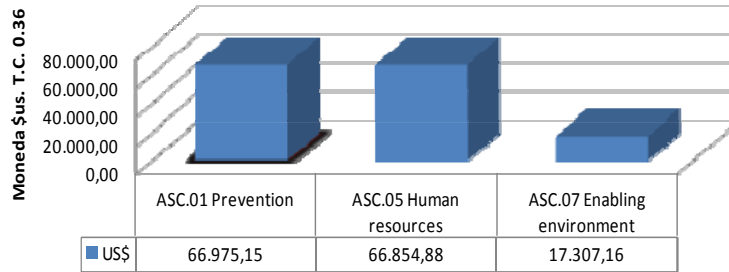 Moneda $us. T.C. 0.36
80.000,00
60.000,00
40.000,00
20.000,00
0,00
ASC.01 Prevention
ASC.05 Human
resources
ASC.07 Enabling
environment
US$ 66.975,15 66.854,88 17.307,16